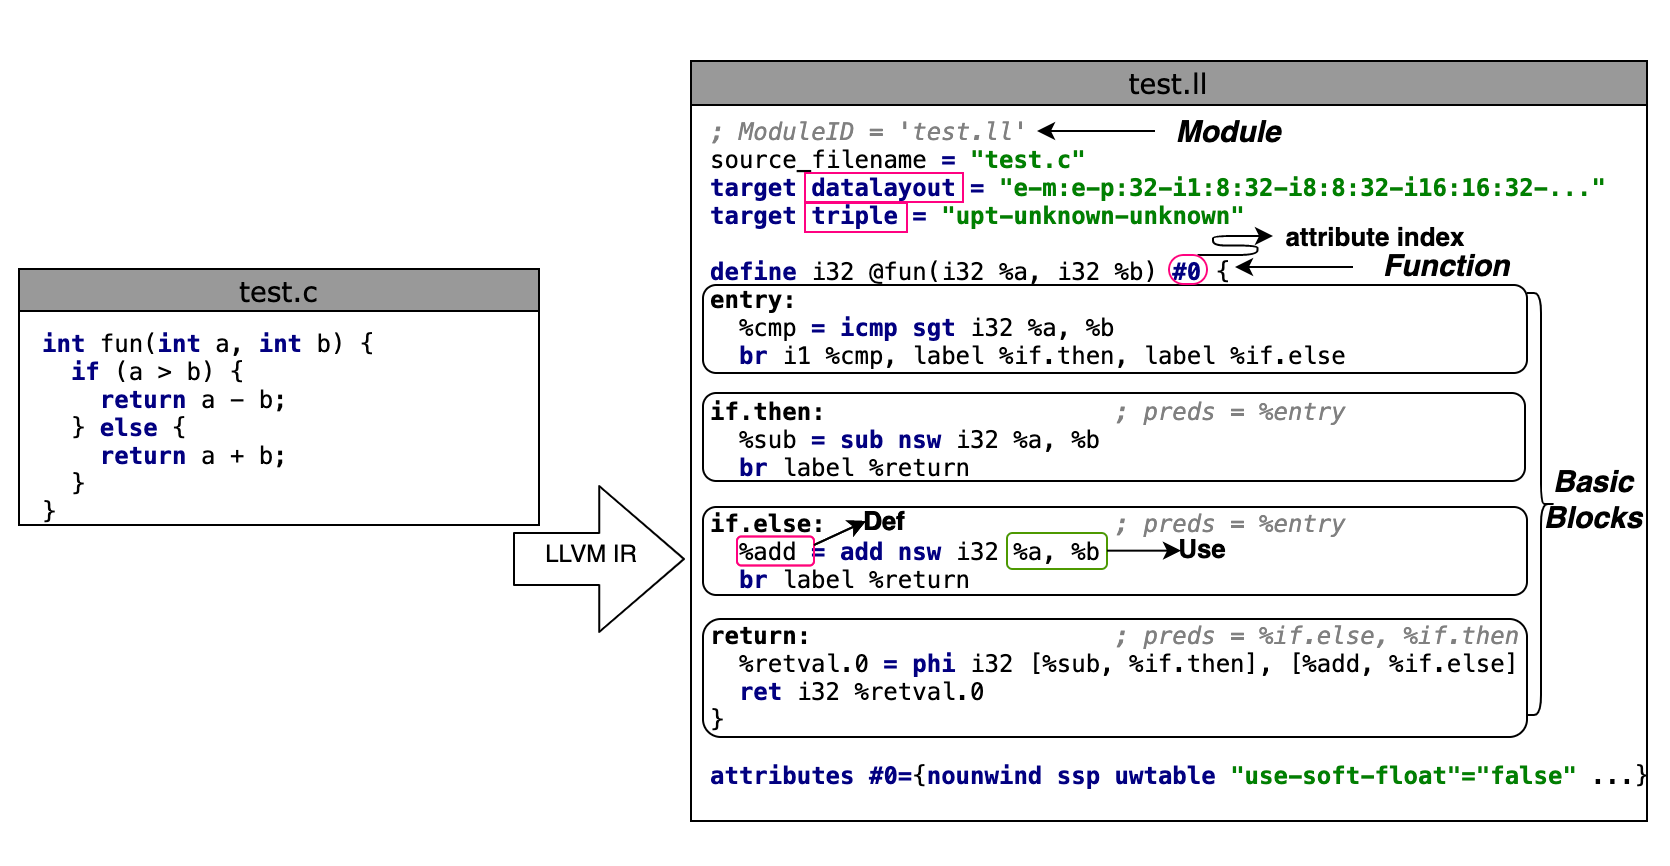 test.c
int fun(int a, int b) {
if (a > b) {
return a - b;
} else {
return a + b;
}
}
LLVM IR
test.ll
; ModuleID = 'test.ll' Module
source_filename = "test.c"
target datalayout = "e-m:e-p:32-i1:8:32-i8:8:32-i16:16:32-..."
target triple = "upt-unknown-unknown"
attribute index
define i32 @fun(i32 %a, i32 %b) #0 { Function
entry:
%cmp = icmp sgt i32 %a, %b
br i1 %cmp, label %if.then, label %if.else
if.then: ; preds = %entry
%sub = sub nsw i32 %a, %b
br label %return
if.else: Def ; preds = %entry
%add = add nsw i32 %a, %b Use
br label %return
return: ; preds = %if.else, %if.then
%retval.0 = phi i32 [%sub, %if.then], [%add, %if.else]
ret i32 %retval.0
}
Basic
Blocks
attributes #0={nounwind ssp uwtable "use-soft-float"="false" ...}